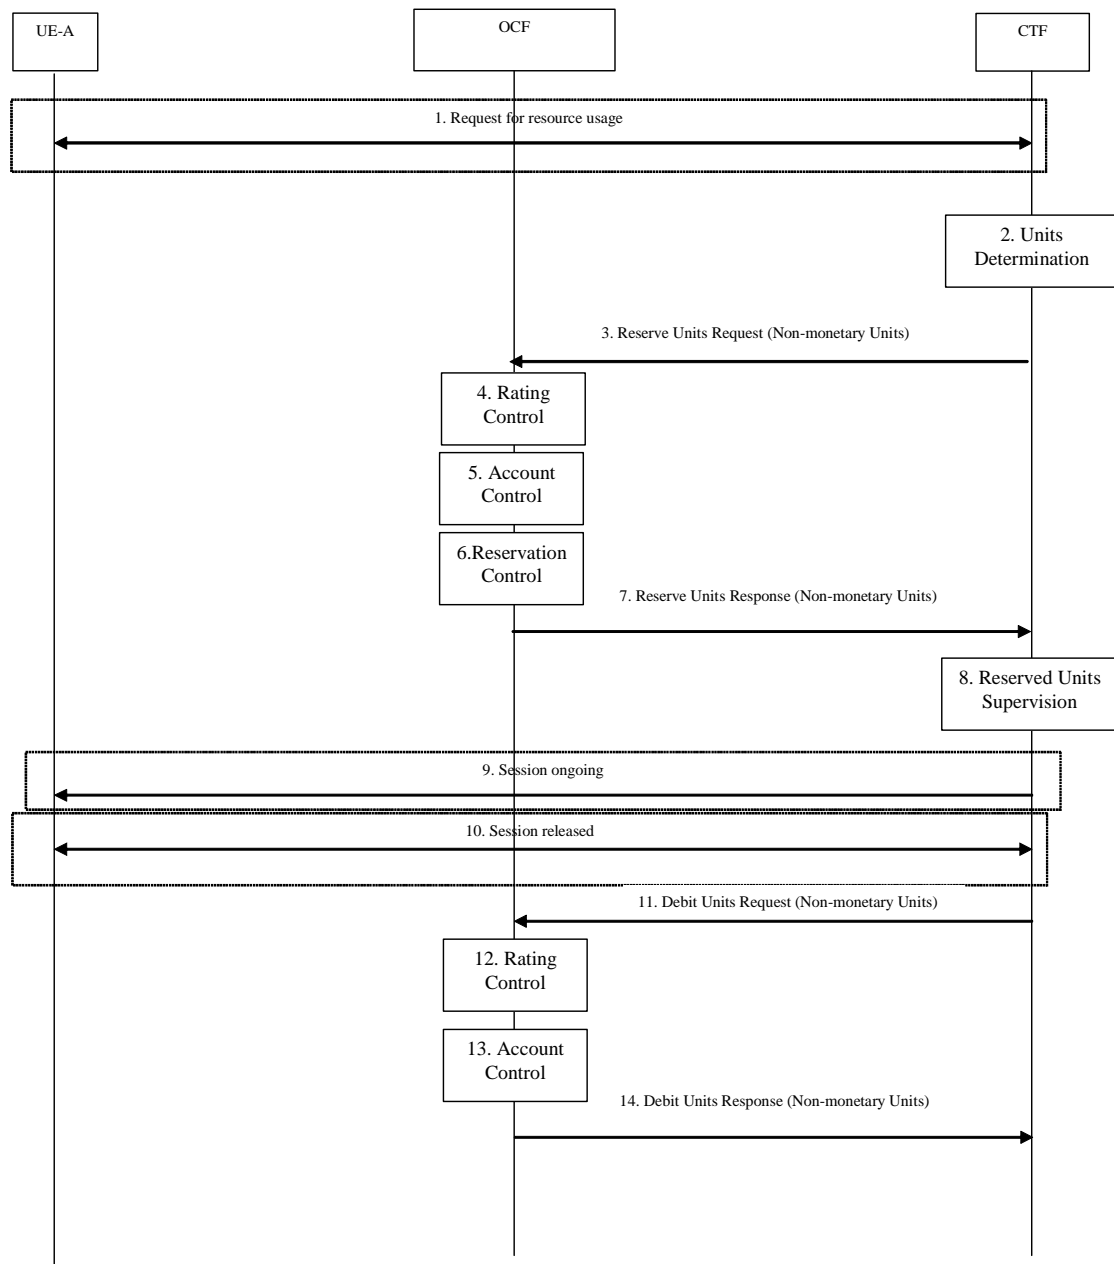 UE-A
OCF
CTF
1. Request for resource usage
2. Units
Determination
3. Reserve Units Request (Non-monetary Units)
4. Rating
Control
5. Account
Control
6.Reservation
Control
7. Reserve Units Response (Non-monetary Units)
8. Reserved Units
Supervision
9. Session ongoing
10. Session released
11. Debit Units Request (Non-monetary Units)
12. Rating
Control
13. Account
Control
14. Debit Units Response (Non-monetary Units)